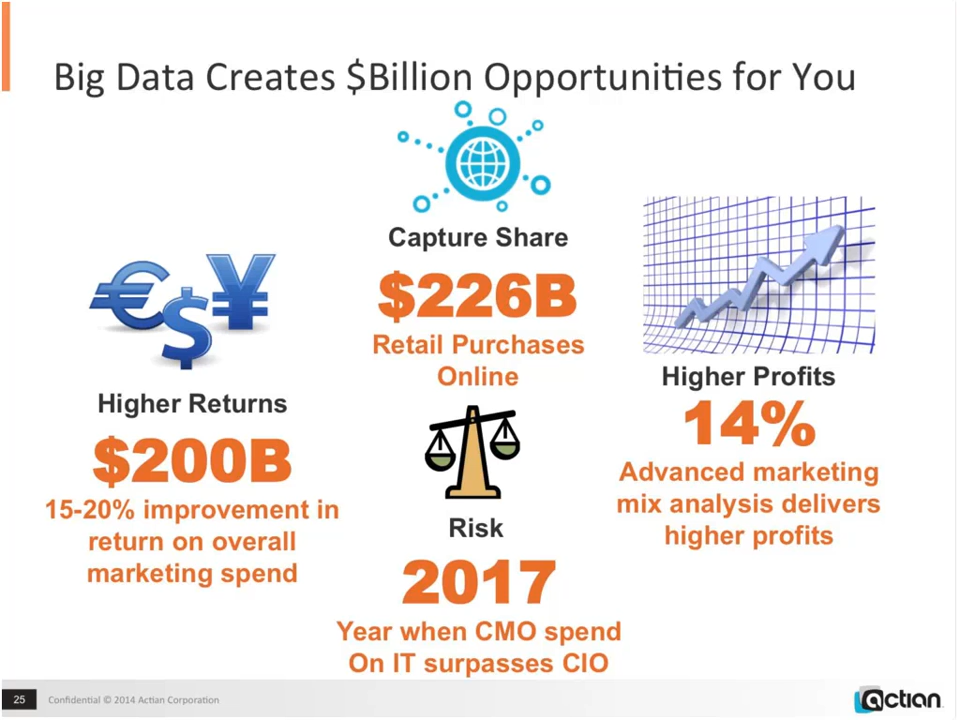 Big Data Creates $Billion Opportunities for You
Capture Share
$226B
Retail Purchases
Online
Higher Returns
$200B
15-20% improvement in
return on overall
marketing spend
Risk
2017
Year when CMO spend
On IT surpasses CIO
Higher Profits
14%
Advanced marketing
mix analysis delivers
higher profits
25
Confidential © 2014 Actian Corporation
actian